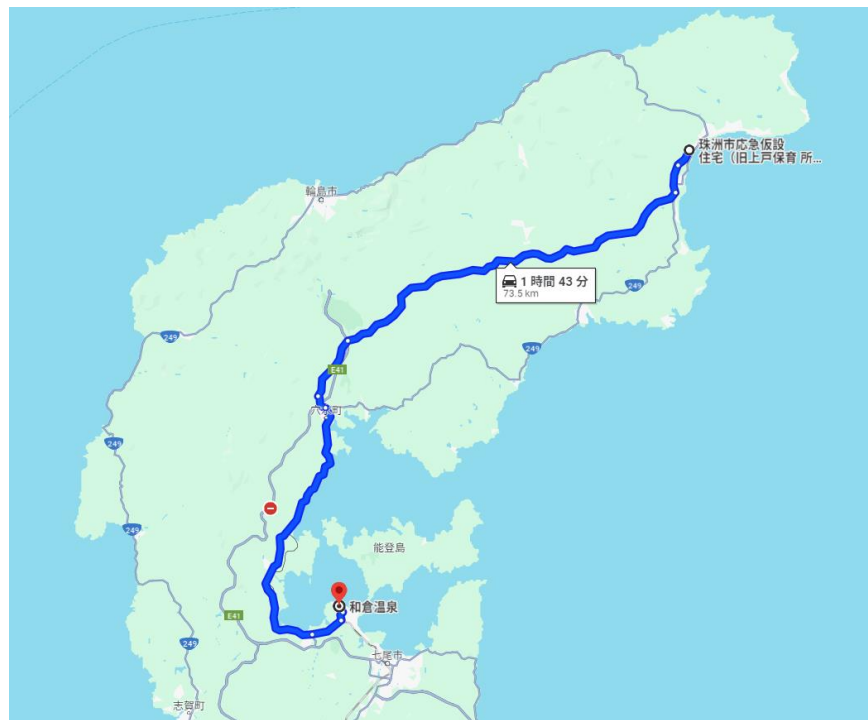 珠洲市応急仮設
住宅（旧上戸保育 所...
輪島市
1 時間 43 分
73.5 km
249
249
249
E41
穴水町
249
249
能登島
和倉温泉
E41
七尾市
249
志賀町